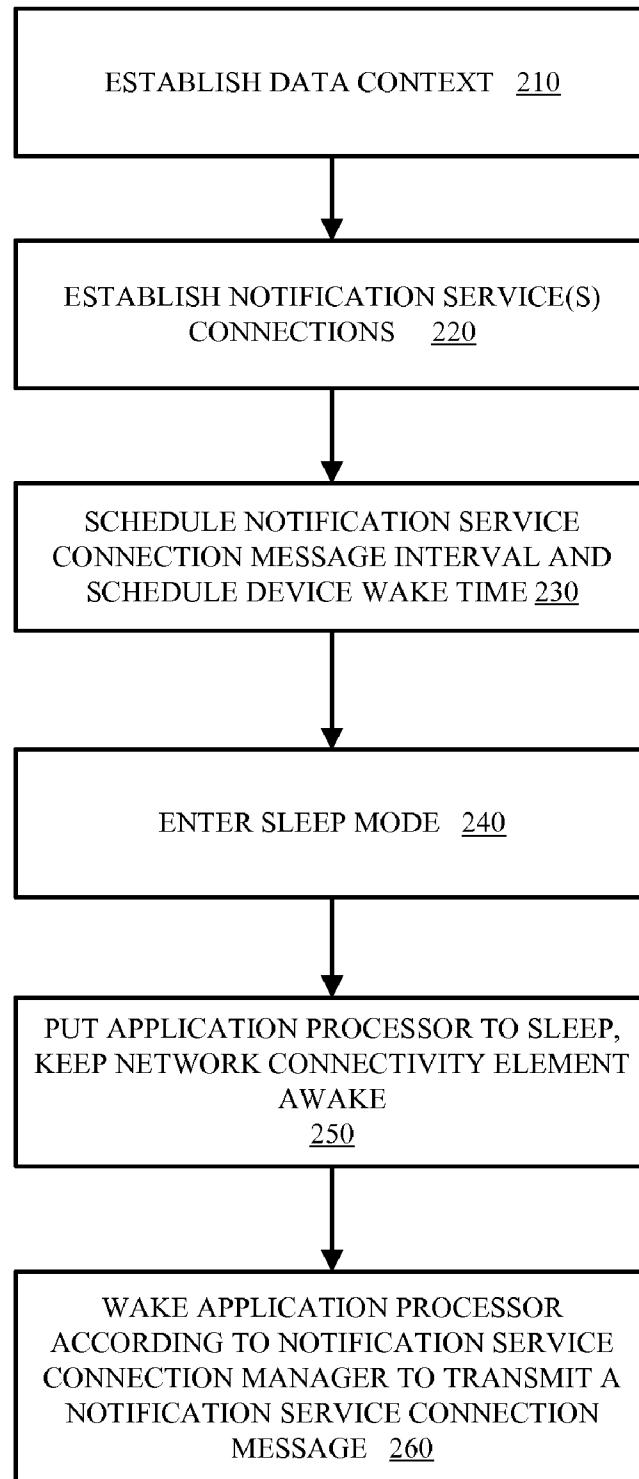 ESTABLISH DATA CONTEXT 210
ESTABLISH NOTIFICATION SERVICE(S)
CONNECTIONS 220
SCHEDULE NOTIFICATION SERVICE
CONNECTION MESSAGE INTERVAL AND
SCHEDULE DEVICE WAKE TIME 230
ENTER SLEEP MODE 240
PUT APPLICATION PROCESSOR TO SLEEP,
KEEP NETWORK CONNECTIVITY ELEMENT
AWAKE
250
WAKE APPLICATION PROCESSOR
ACCORDING TO NOTIFICATION SERVICE
CONNECTION MANAGER TO TRANSMIT A
NOTIFICATION SERVICE CONNECTION
MESSAGE 260